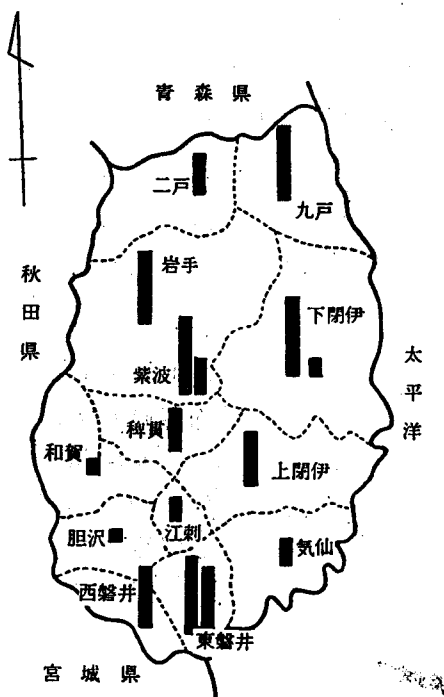 青森県
二戸
九戸
岩手
秋田県
下閉伊
太平洋
紫波
稗貫
和賀
上閉伊
江刺
胆沢
気仙
西磐井
東磐井
宮城県